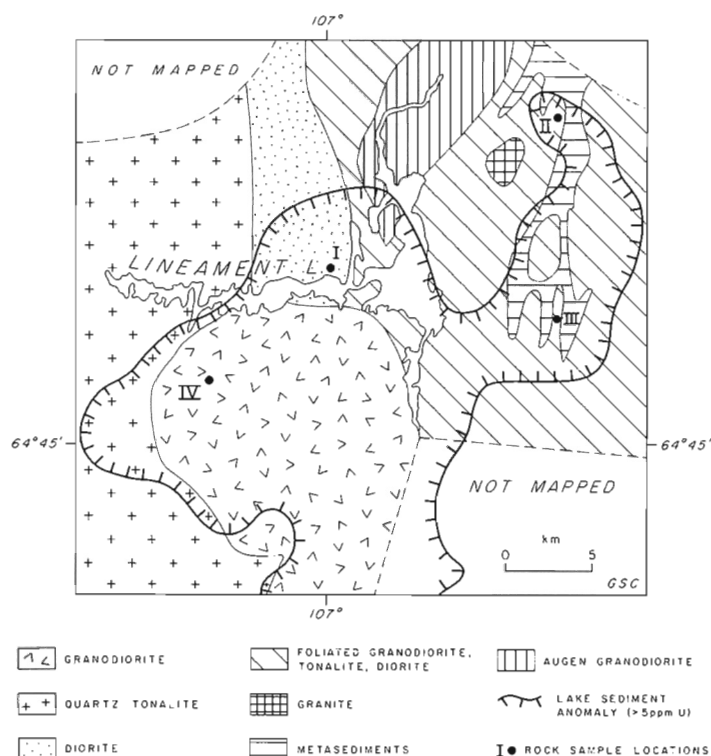 107°
NOT MAPPED
II
LINEAMENT L.
I
III
IV
64°45'
64°45'
NOT MAPPED
km
0 5
GSC
107°
GRANODIORITE
FOLIATED GRANODIORITE,
TONALITE, DIORITE
AUGEN GRANODIORITE
QUARTZ TONALITE
GRANITE
LAKE SEDIMENT
ANOMALY (>5ppm U)
DIORITE
METASEDIMENTS
I ROCK SAMPLE LOCATIONS